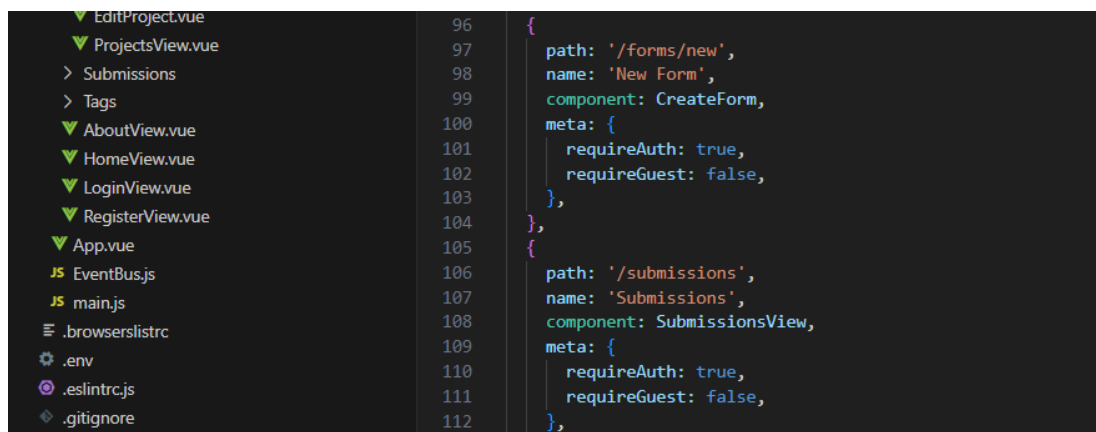 EditProject.vue
ProjectsView.vue
Submissions
Tags
AboutView.vue
HomeView.vue
LoginView.vue
RegisterView.vue
App.vue
JS EventBus.js
JS main.js
.browserslistrc
.env
.eslintrc.js
.gitignore
96 {
97 path: '/forms/new',
98 name: 'New Form',
99 component: CreateForm,
100 meta: {
101 requireAuth: true,
102 requireGuest: false,
103 },
104 },
105 {
106 path: '/submissions',
107 name: 'Submissions',
108 component: SubmissionsView,
109 meta: {
110 requireAuth: true,
111 requireGuest: false,
112 },